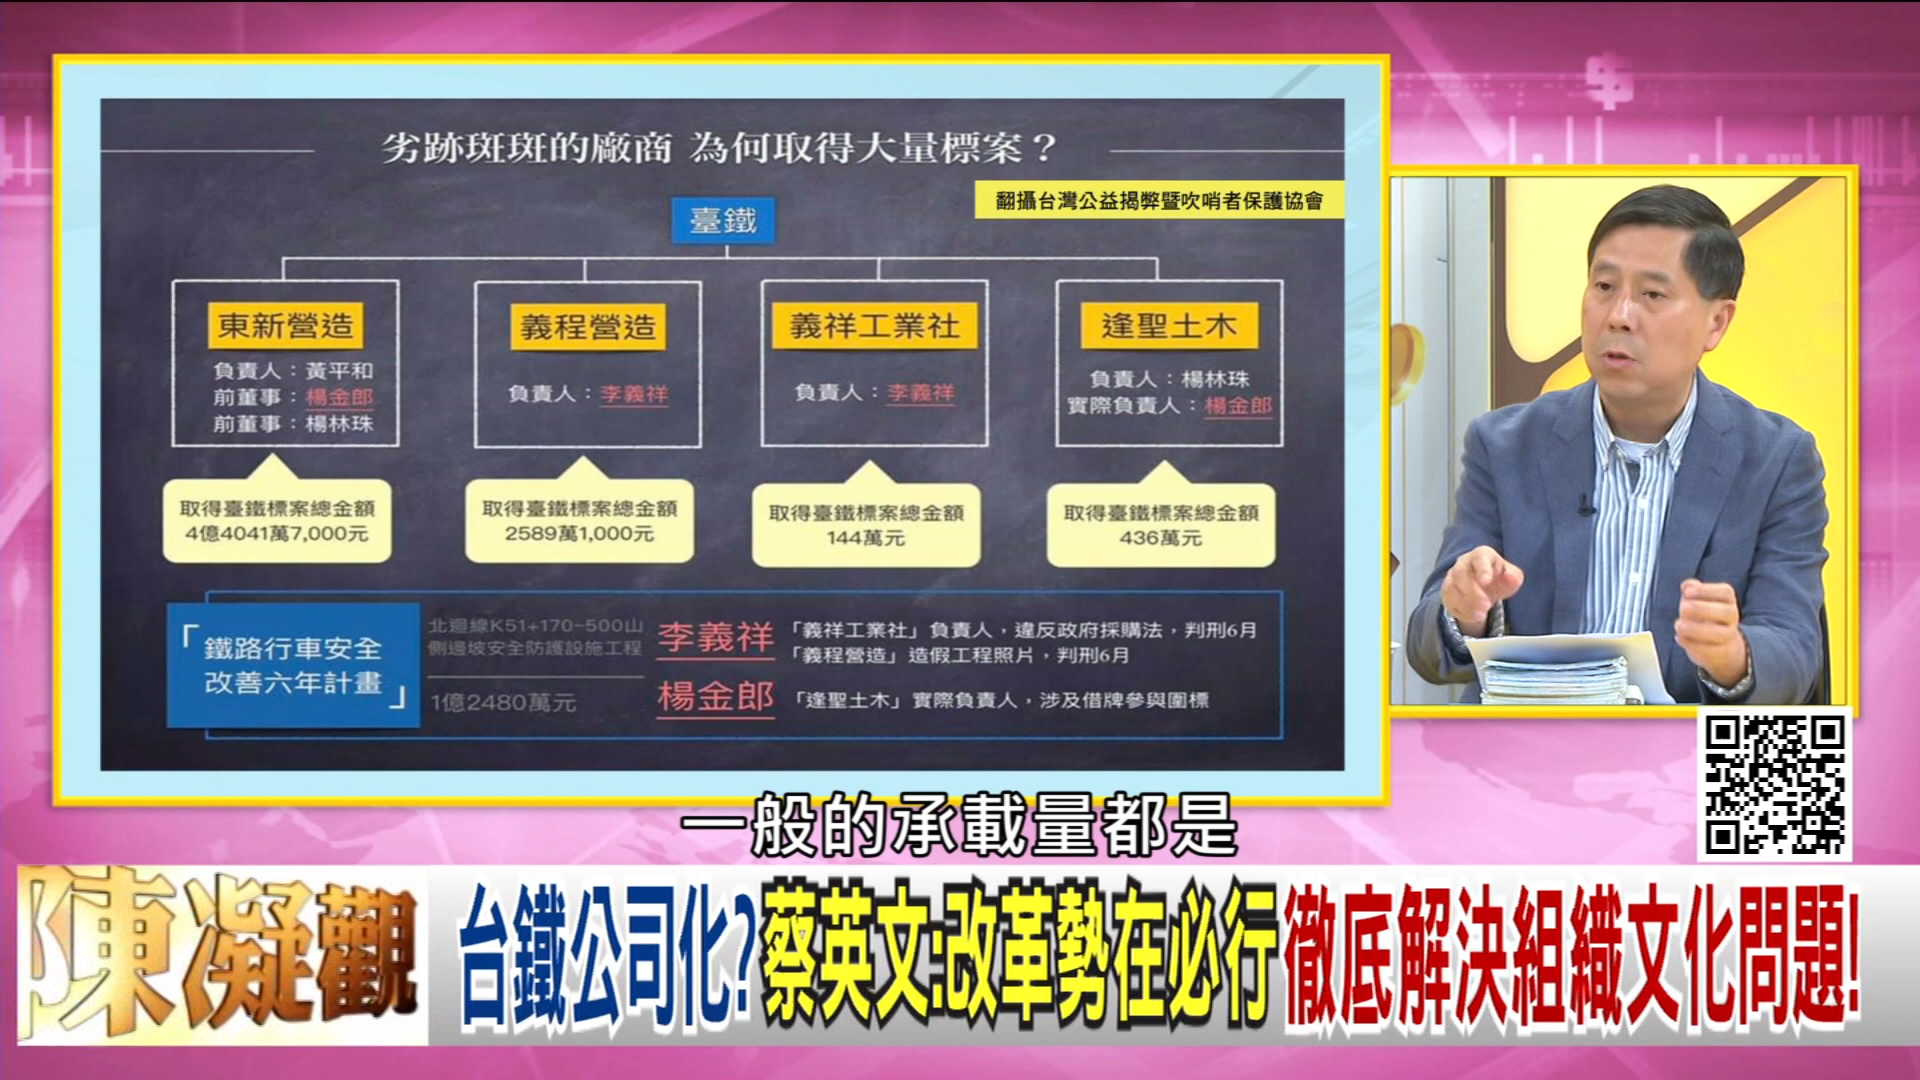 劣跡斑斑的廠商 為何取得大量標案？
翻攝台灣公益揭弊暨吹哨者保護協會
臺鐵
東新營造
負責人：黃平和
前董事：楊金郎
前董事：楊林珠
取得臺鐵標案總金額
4億4041萬7,000元
義程營造
負責人：李義祥
取得臺鐵標案總金額
2589萬1,000元
義祥工業社
負責人：李義祥
取得臺鐵標案總金額
144萬元
逢聖土木
負責人：楊林珠
實際負責人：楊金郎
取得臺鐵標案總金額
436萬元
「鐵路行車安全
改善六年計畫」
北迴線K51+170~500山
側邊坡安全防護設施工程
1億2480萬元
李義祥
「義祥工業社」負責人，違反政府採購法，判刑6月
「義程營造」造假工程照片，判刑6月
楊金郎
「逢聖土木」實際負責人，涉及借牌參與圍標
一般的承載量都是
陳凝觀
台鐵公司化?蔡英文:改革勢在必行 徹底解決組織文化問題!